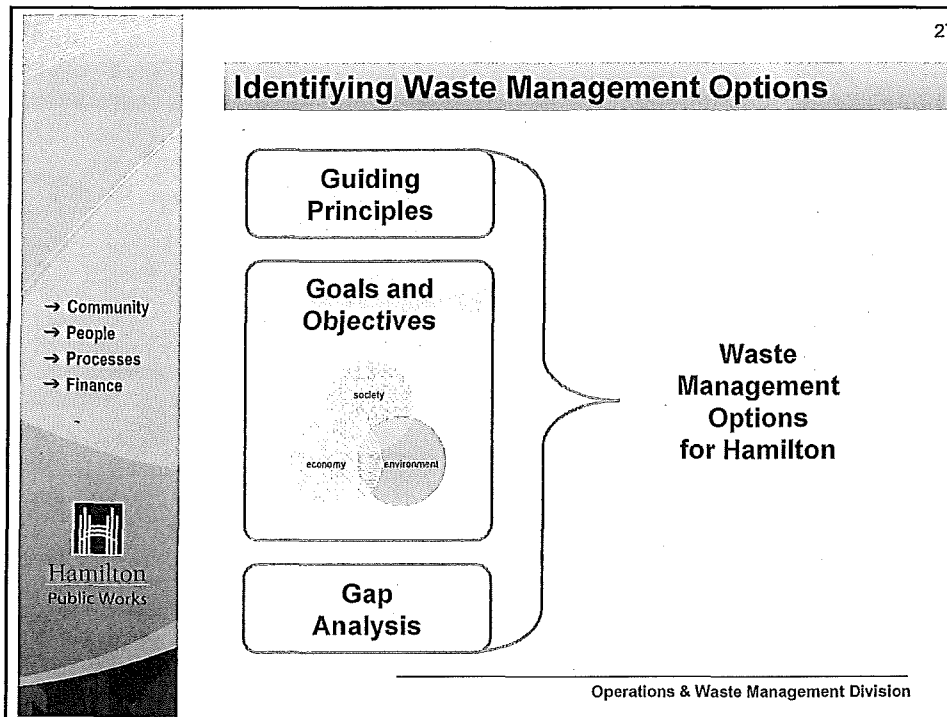 27
Identifying Waste Management Options
Guiding
Principles
Goals and
Objectives
society
economy
environment
Gap
Analysis
Waste
Management
Options
for Hamilton
→ Community
→ People
→ Processes
→ Finance
Hamilton
Public Works
Operations & Waste Management Division